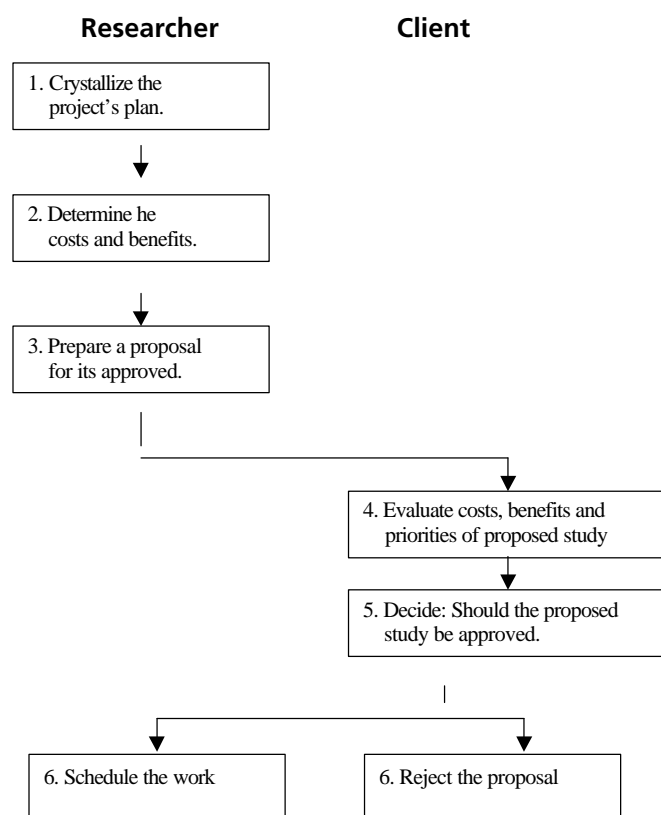 Researcher Client
1. Crystallize the
project's plan.
2. Determine he
costs and benefits.
3. Prepare a proposal
for its approved.
4. Evaluate costs, benefits and
priorities of proposed study
5. Decide: Should the proposed
study be approved.
6. Schedule the work
6. Reject the proposal